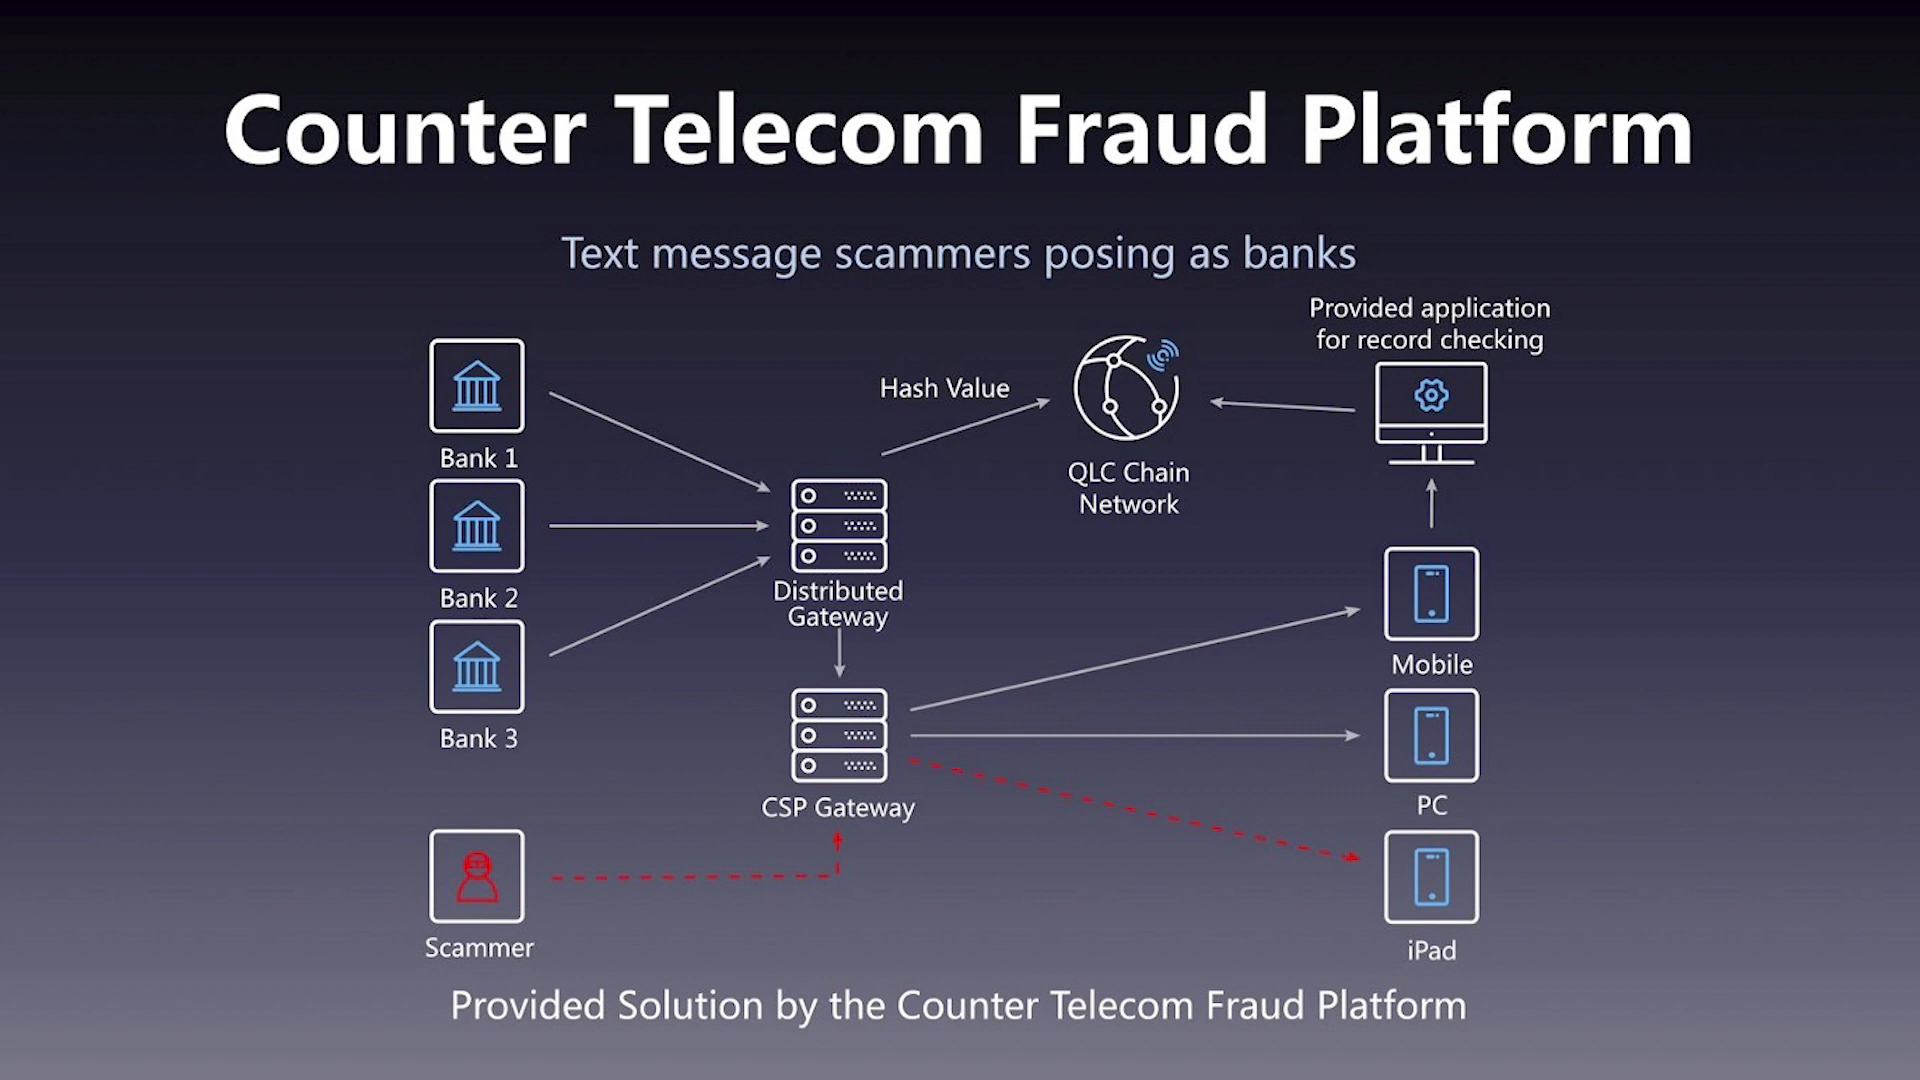 Counter Telecom Fraud Platform
Text message scammers posing as banks
Provided application
for record checking
Hash Value
Bank 1
QLC Chain
Network
Bank 2
Distributed
Gateway
Mobile
Bank 3
CSP Gateway
PC
Scammer
iPad
Provided Solution by the Counter Telecom Fraud Platform